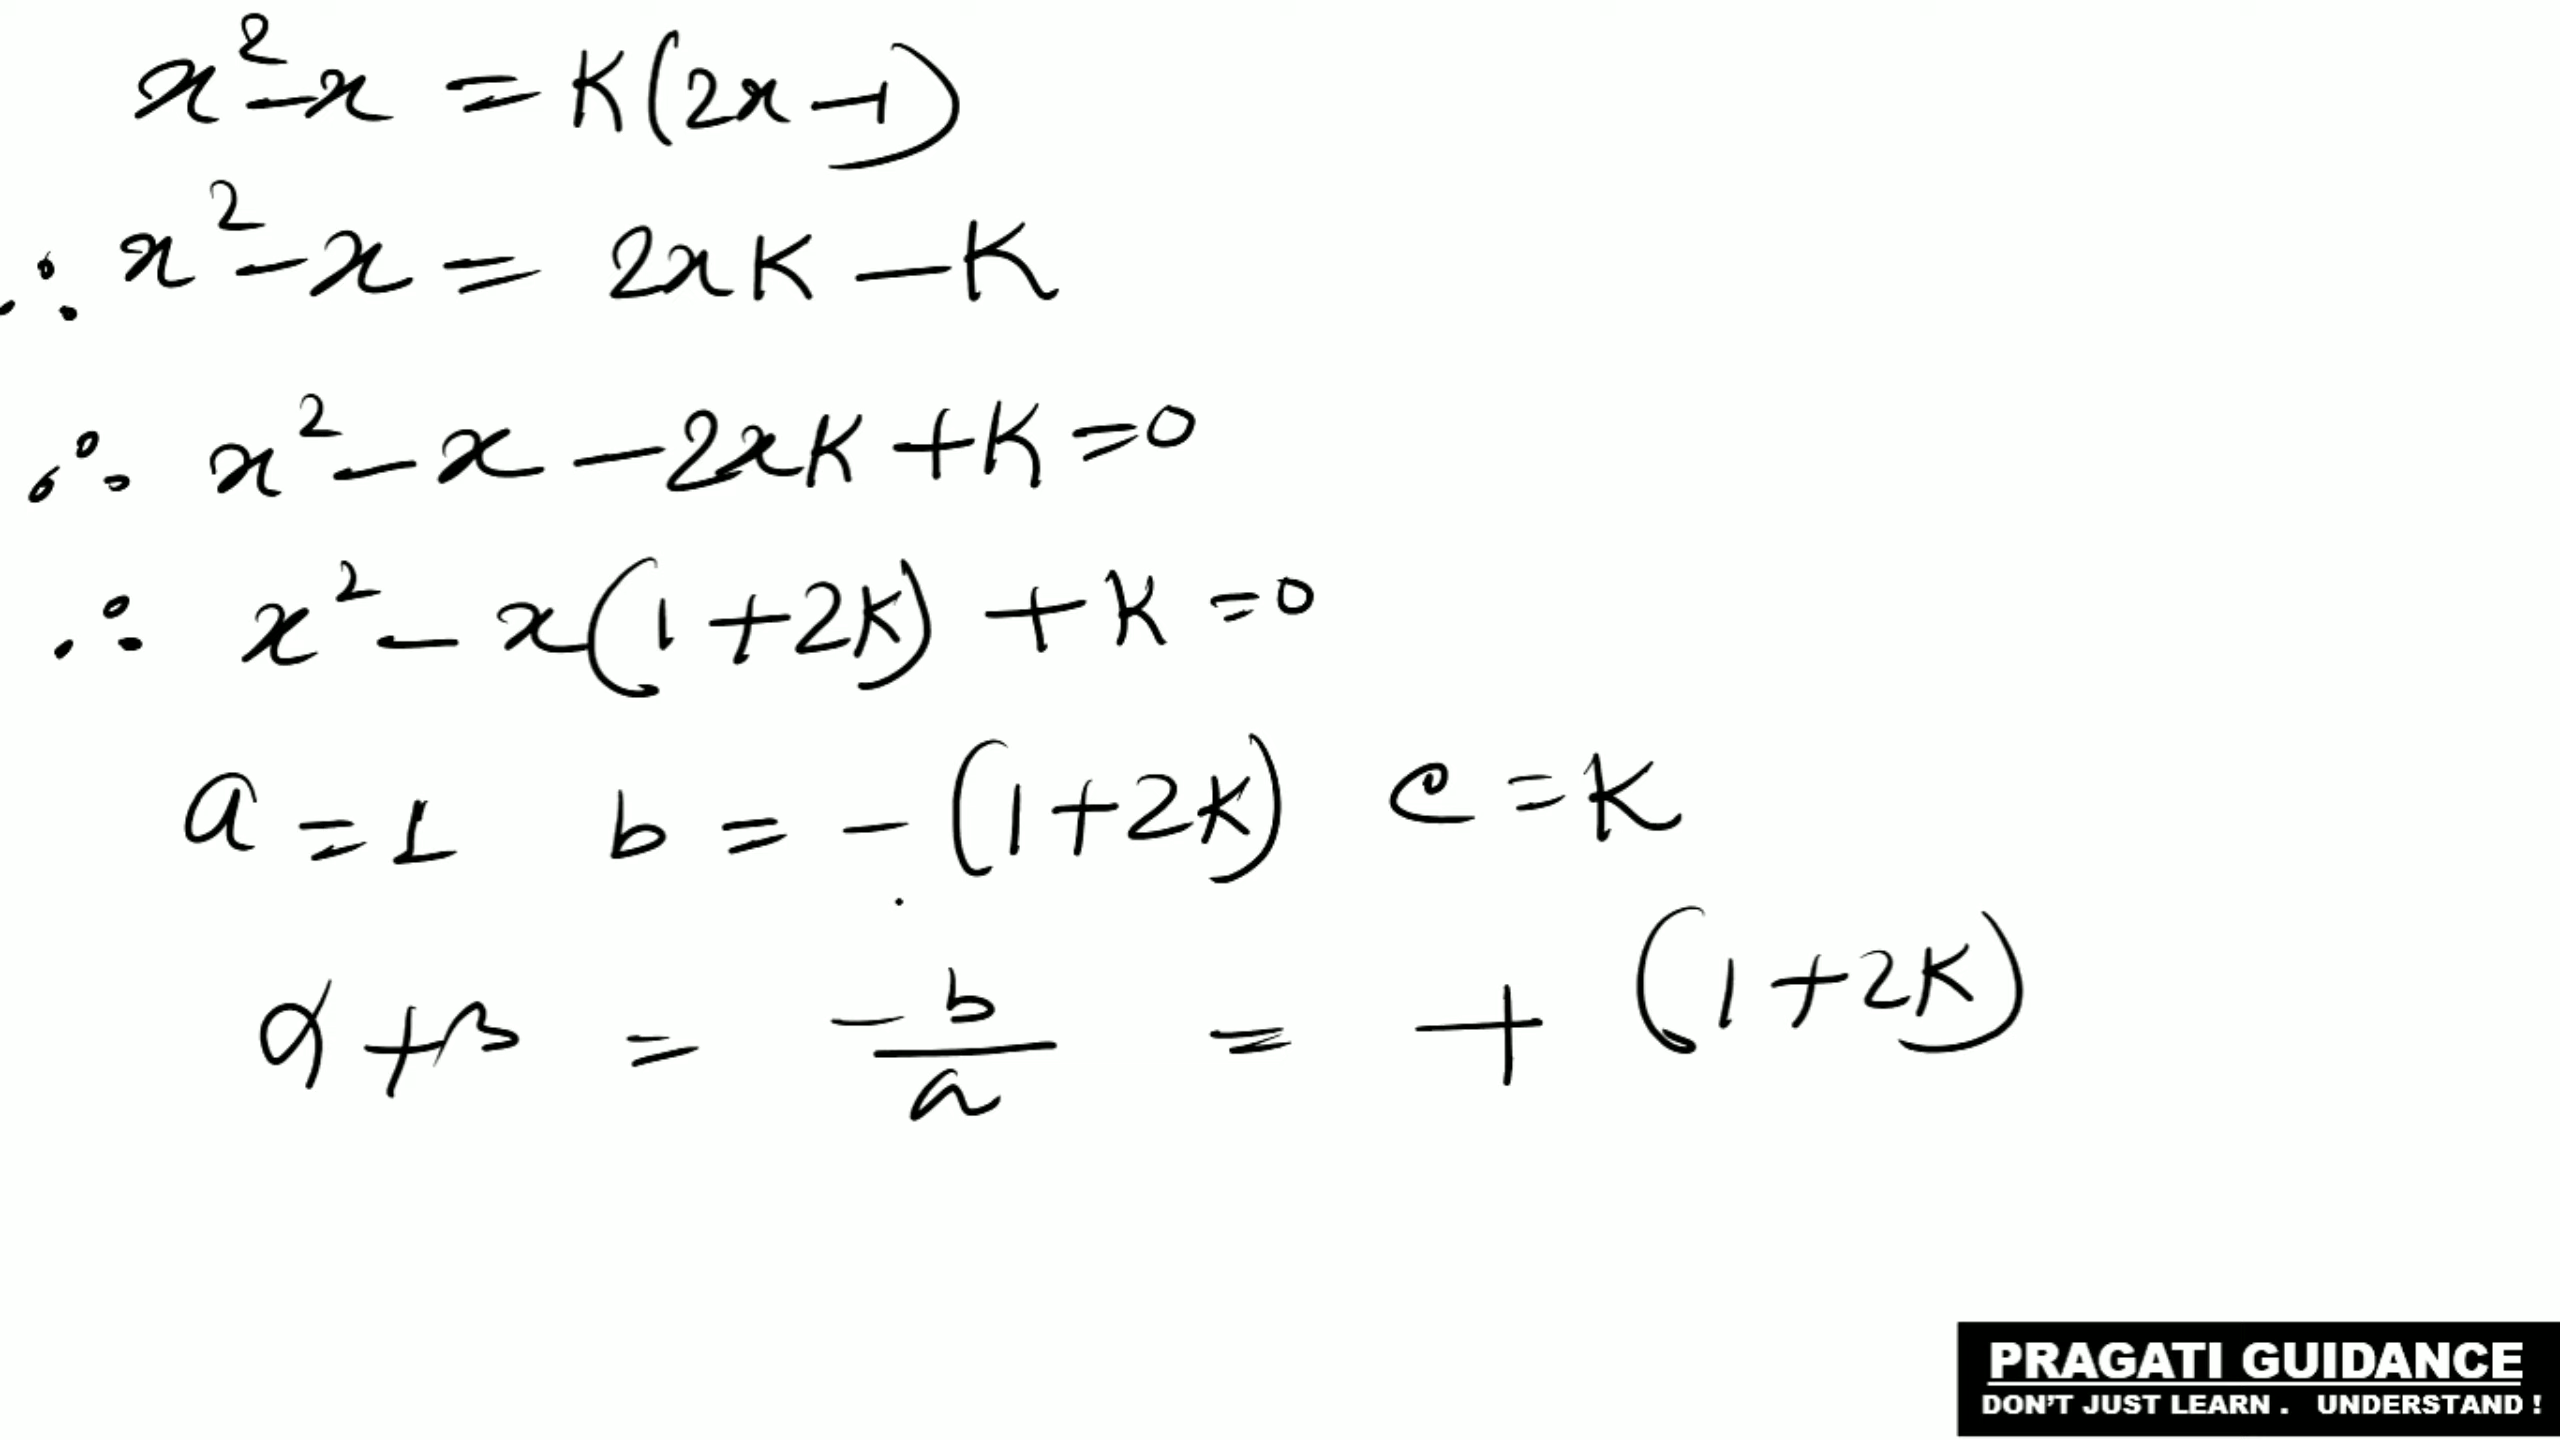 x² - x = K(2x - 1)
∴ x² - x = 2xK - K
∴ x² - x - 2xK + K = 0
∴ x² - x(1 + 2K) + K = 0
a = 1 b = -(1 + 2K) c = K
α + β = -b/a = + (1 + 2K)
PRAGATI GUIDANCE
DON'T JUST LEARN . UNDERSTAND !